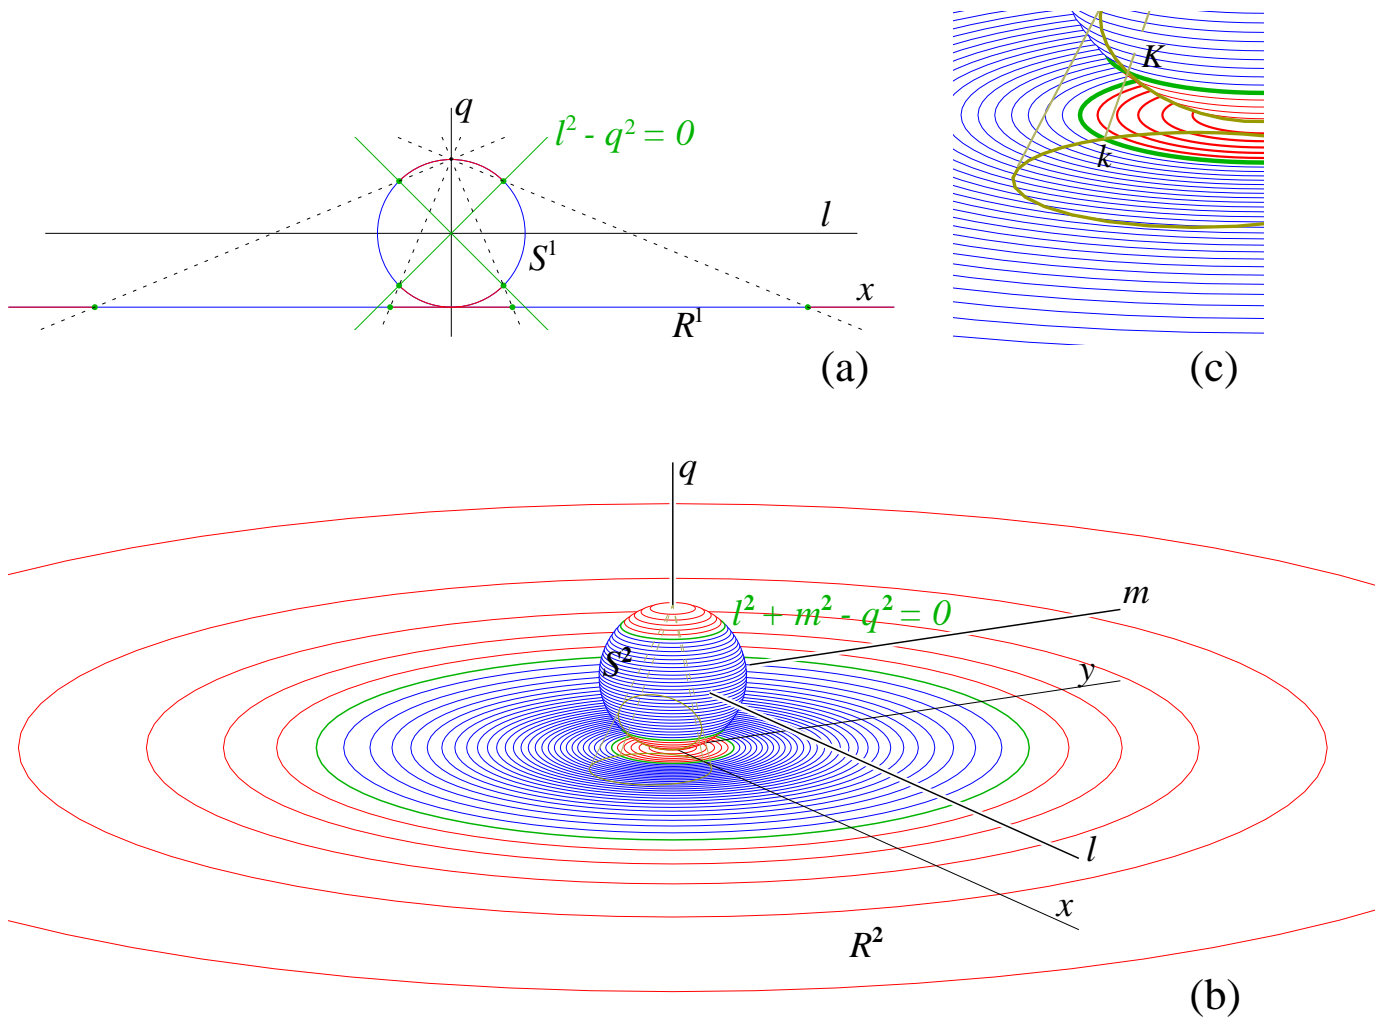 q
l² - q² = 0
l
S¹
x
R¹
(a)
K
k
(c)
q
m
l² + m² - q² = 0
S²
y
l
x
R²
(b)